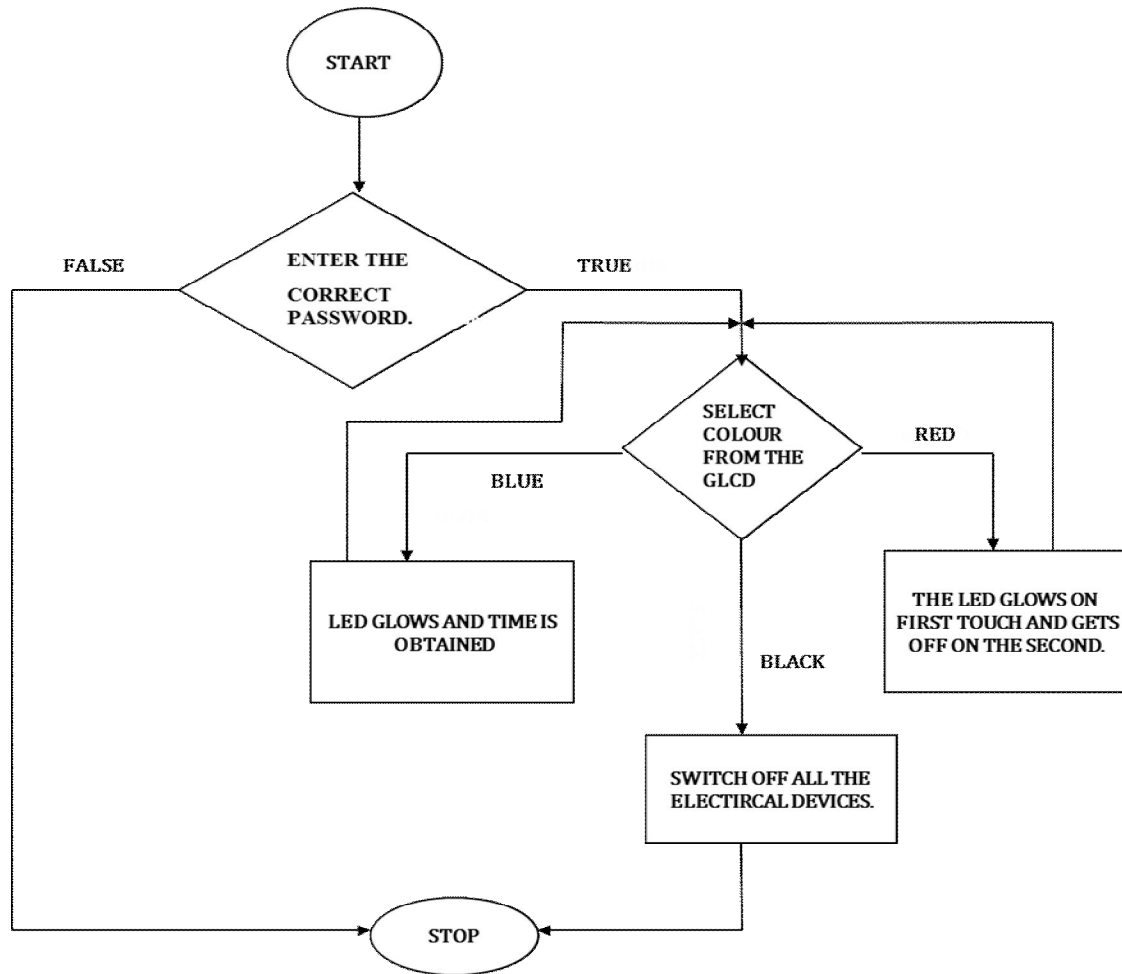 START
ENTER THE
CORRECT
PASSWORD.
FALSE
TRUE
SELECT
COLOUR
FROM THE
GLCD
BLUE
RED
LED GLOWS AND TIME IS
OBTAINED
THE LED GLOWS ON
FIRST TOUCH AND GETS
OFF ON THE SECOND.
BLACK
SWITCH OFF ALL THE
ELECTIRCAL DEVICES.
STOP